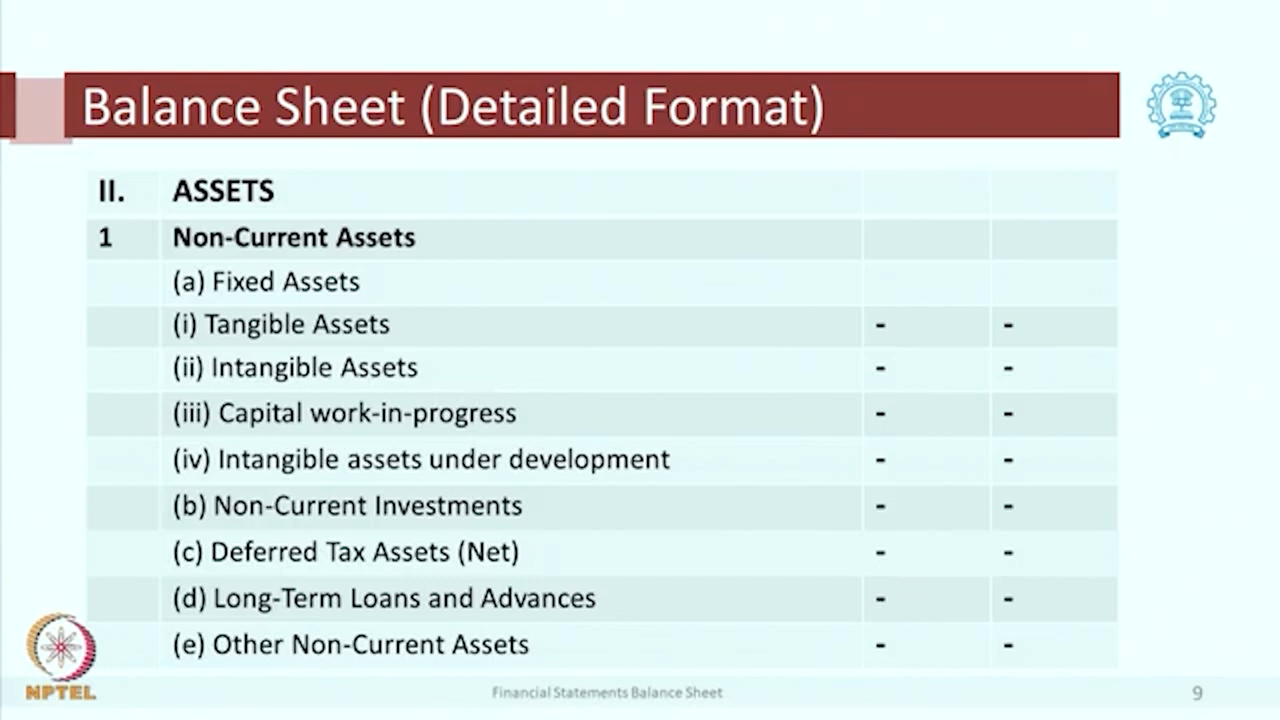 Balance Sheet (Detailed Format)
II. ASSETS
1 Non-Current Assets
(a) Fixed Assets
(i) Tangible Assets - -
(ii) Intangible Assets - -
(iii) Capital work-in-progress - -
(iv) Intangible assets under development - -
(b) Non-Current Investments - -
(c) Deferred Tax Assets (Net) - -
(d) Long-Term Loans and Advances - -
(e) Other Non-Current Assets - -
NPTEL
Financial Statements Balance Sheet
9